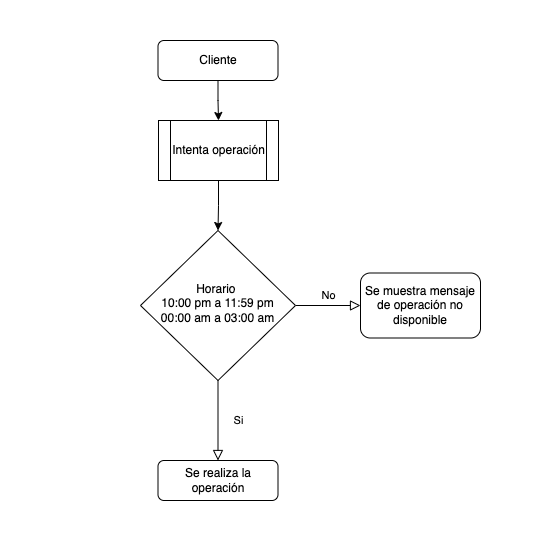 Cliente
Intenta operación
Horario
10:00 pm a 11:59 pm
00:00 am a 03:00 am
No
Se muestra mensaje
de operación no
disponible
Si
Se realiza la
operación